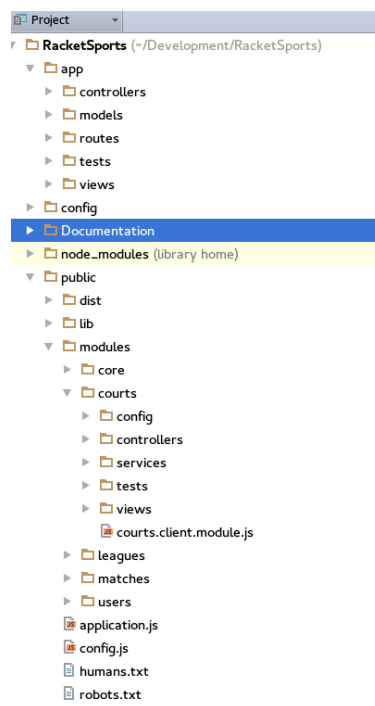 Project
RacketSports (~/Development/RacketSports)
app
controllers
models
routes
tests
views
config
Documentation
node_modules (library home)
public
dist
lib
modules
core
courts
config
controllers
services
tests
views
courts.client.module.js
leagues
matches
users
application.js
config.js
humans.txt
robots.txt